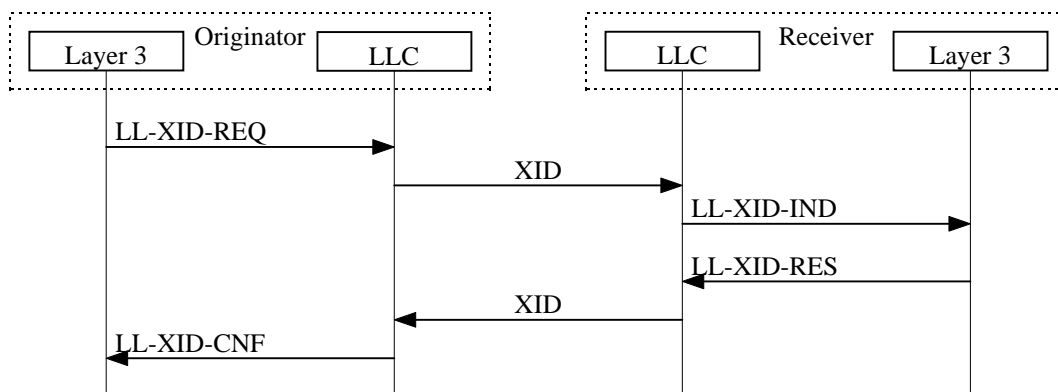 Originator
Receiver
Layer 3
LLC
LLC
Layer 3
LL-XID-REQ
XID
LL-XID-IND
LL-XID-RES
XID
LL-XID-CNF